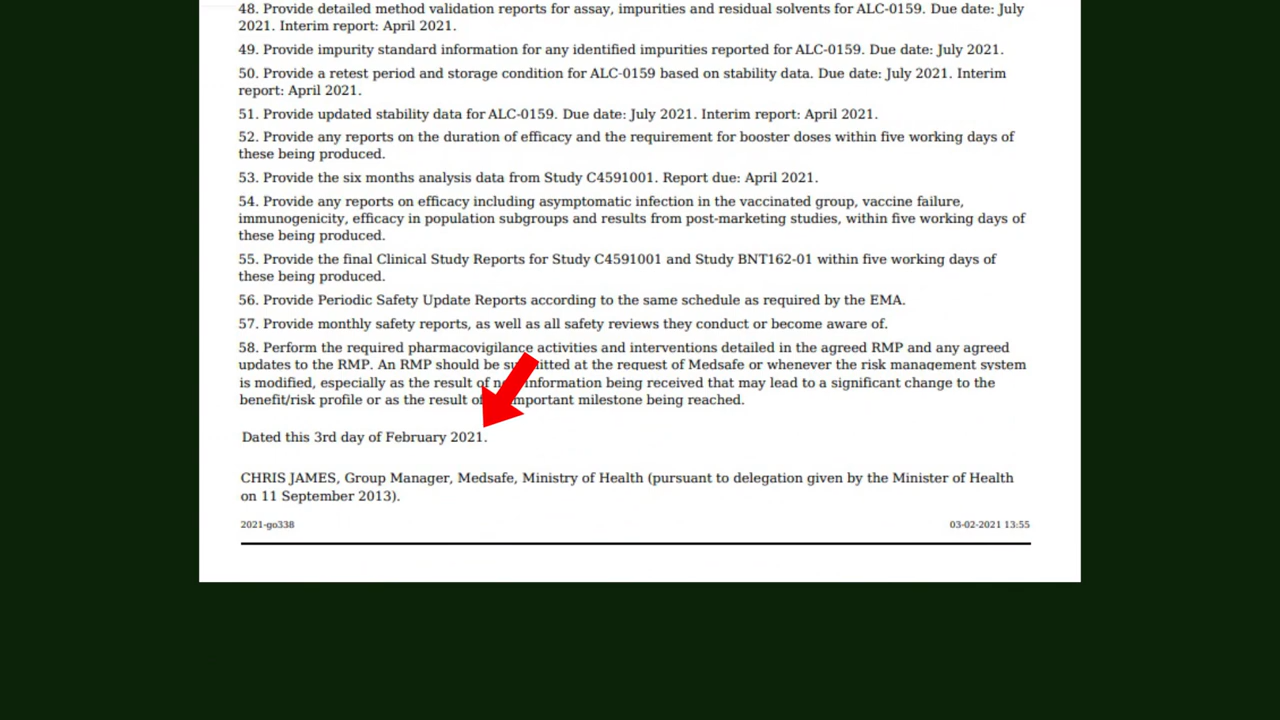 48. Provide detailed method validation reports for assay, impurities and residual solvents for ALC-0159. Due date: July
2021. Interim report: April 2021.
49. Provide impurity standard information for any identified impurities reported for ALC-0159. Due date: July 2021.
50. Provide a retest period and storage condition for ALC-0159 based on stability data. Due date: July 2021. Interim
report: April 2021.
51. Provide updated stability data for ALC-0159. Due date: July 2021. Interim report: April 2021.
52. Provide any reports on the duration of efficacy and the requirement for booster doses within five working days of
these being produced.
53. Provide the six months analysis data from Study C4591001. Report due: April 2021.
54. Provide any reports on efficacy including asymptomatic infection in the vaccinated group, vaccine failure,
immunogenicity, efficacy in population subgroups and results from post-marketing studies, within five working days of
these being produced.
55. Provide the final Clinical Study Reports for Study C4591001 and Study BNT162-01 within five working days of
these being produced.
56. Provide Periodic Safety Update Reports according to the same schedule as required by the EMA.
57. Provide monthly safety reports, as well as all safety reviews they conduct or become aware of.
58. Perform the required pharmacovigilance activities and interventions detailed in the agreed RMP and any agreed
updates to the RMP. An RMP should be at the request of Medsafe or whenever the risk management system
is modified, especially as the result of information being received that may lead to a significant change to the
benefit/risk profile or as the result of important milestone being reached.
Dated this 3rd day of February 2021.
CHRIS JAMES, Group Manager, Medsafe, Ministry of Health (pursuant to delegation given by the Minister of Health
on 11 September 2013).
2021-go338 03-02-2021 13:55